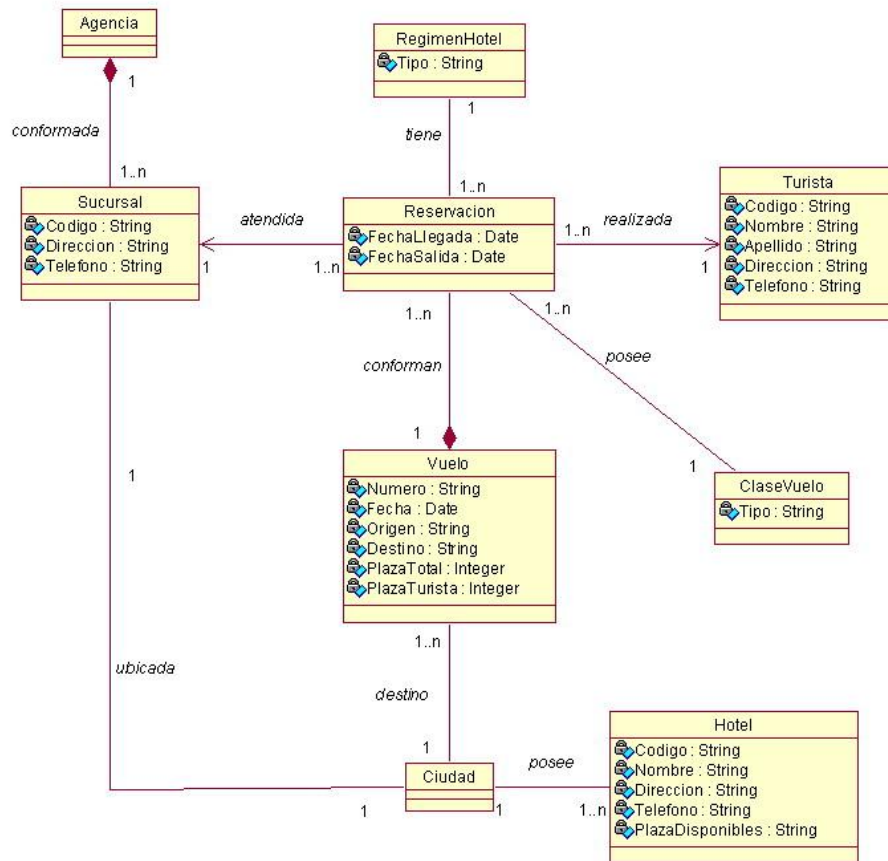 Agencia
1
conformada
1..n
RegimenHotel
Tipo : String
1
tiene
1..n
Sucursal
Codigo : String
Direccion : String
Telefono : String
atendida
1
1..n
Reservacion
FechaLlegada : Date
FechaSalida : Date
1..n
realizada
1
Turista
Codigo : String
Nombre : String
Apellido : String
Direccion : String
Telefono : String
1..n
conforman
1
1..n
posee
1
ClaseVuelo
Tipo : String
Vuelo
Numero : String
Fecha : Date
Origen : String
Destino : String
PlazaTotal : Integer
PlazaTurista : Integer
1
ubicada
1
1..n
destino
1
Ciudad
1
posee
1..n
Hotel
Codigo : String
Nombre : String
Direccion : String
Telefono : String
PlazaDisponibles : String